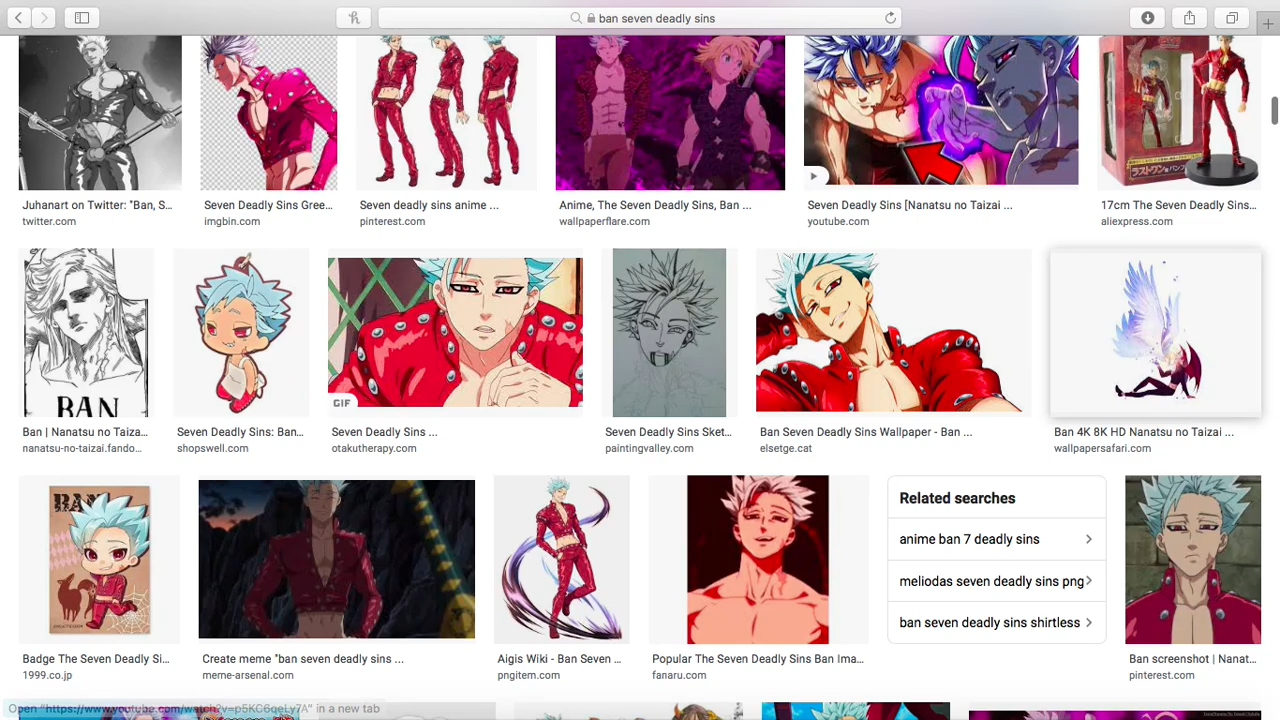 ban seven deadly sins
Juhanart on Twitter: "Ban, S...
twitter.com
Seven Deadly Sins Gree...
imgbin.com
Seven deadly sins anime ...
pinterest.com
Anime, The Seven Deadly Sins, Ban ...
wallpaperflare.com
Seven Deadly Sins [Nanatsu no Taizai ...
youtube.com
17cm The Seven Deadly Sins...
aliexpress.com
BAN
GIF
Ban | Nanatsu no Taiza...
nanatsu-no-taizai.fando...
Seven Deadly Sins: Ban...
shopswell.com
Seven Deadly Sins ...
otakutherapy.com
Seven Deadly Sins Sket...
paintingvalley.com
Ban Seven Deadly Sins Wallpaper - Ban ...
elsetge.cat
Ban 4K 8K HD Nanatsu no Taizai ...
wallpapersafari.com
BAN
Related searches
anime ban 7 deadly sins
meliodas seven deadly sins png
ban seven deadly sins shirtless
Badge The Seven Deadly Si...
1999.co.jp
Create meme "ban seven deadly sins ...
meme-arsenal.com
Aigis Wiki - Ban Seven ...
pngitem.com
Popular The Seven Deadly Sins Ban Ima...
fanaru.com
Ban screenshot | Nanat...
pinterest.com
Open "https://www.youtube.com/watch?v=p5KC6qeLy7A" in a new tab